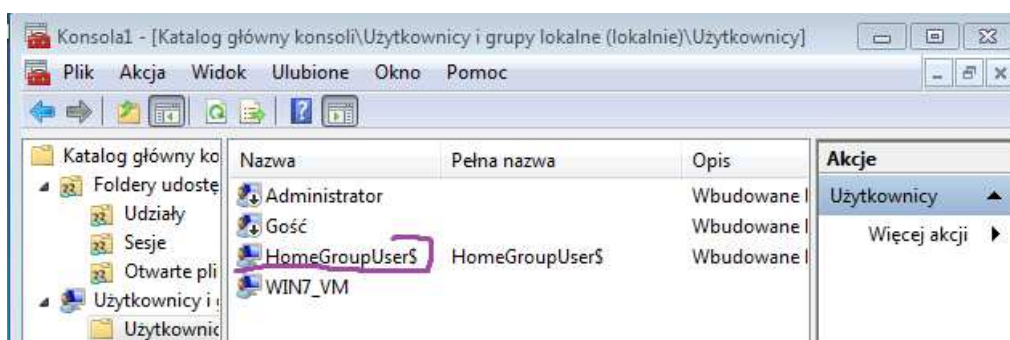 Konsola1 - [Katalog główny konsoli\Użytkownicy i grupy lokalne (lokalnie)\Użytkownicy]
Plik Akcja Widok Ulubione Okno Pomoc
Katalog główny ko
Foldery udostę
Udziały
Sesje
Otwarte pli
Użytkownicy i g
Użytkownic
Nazwa Pełna nazwa Opis
Administrator Wbudowane l
Gość Wbudowane l
HomeGroupUser$ HomeGroupUser$ Wbudowane l
WIN7_VM
Akcje
Użytkownicy
Więcej akcji